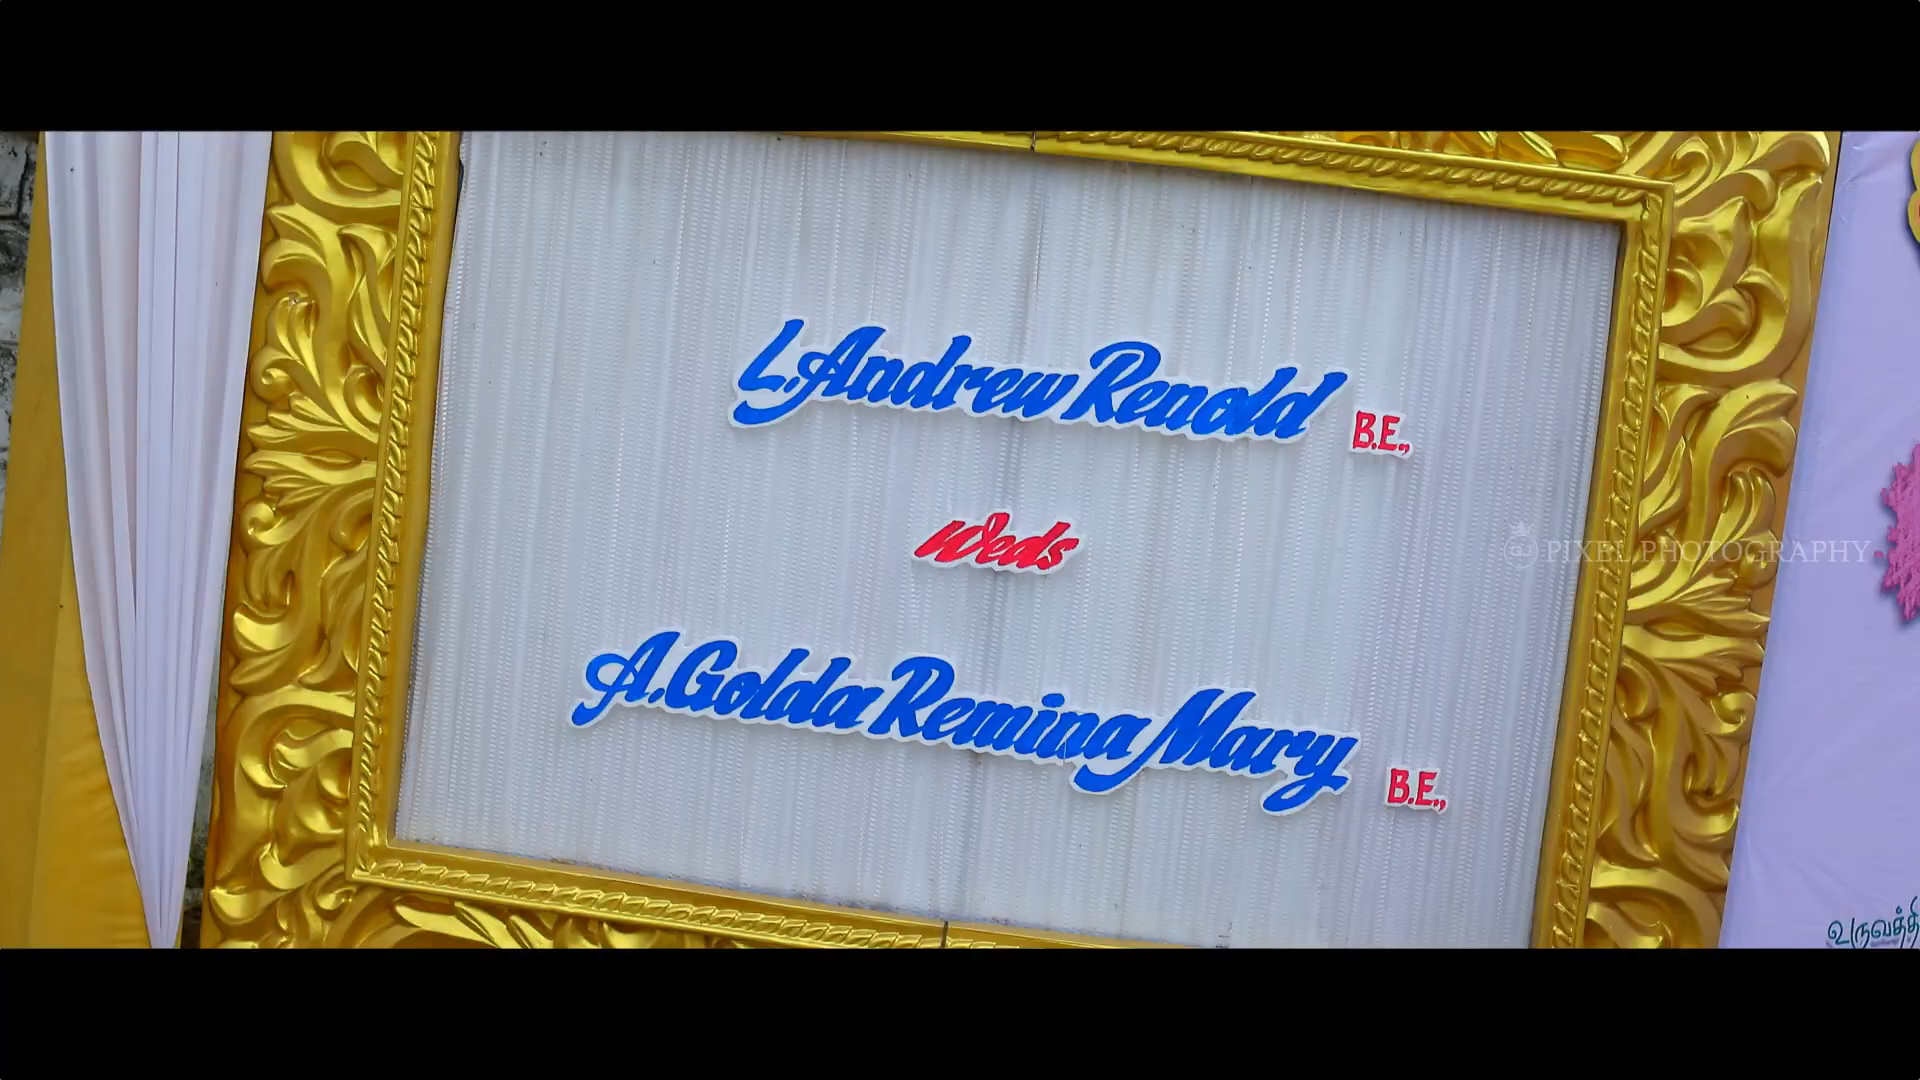 L.Andrew Renold B.E.,
Weds
A.Golda Remina Mary B.E.,
PIXEL PHOTOGRAPHY